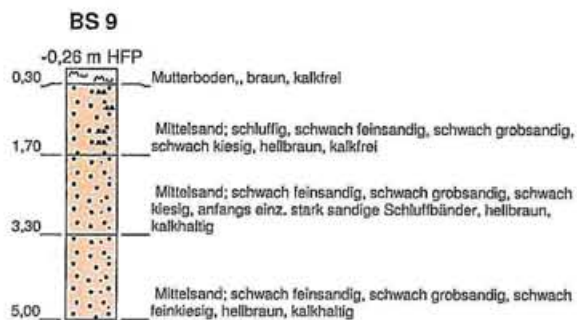 BS 9
-0,26 m HFP
0,30 Mutterboden,, braun, kalkfrei
Mittelsand; schluffig, schwach feinsandig, schwach grobsandig,
1,70 schwach kiesig, hellbraun, kalkfrei
Mittelsand; schwach feinsandig, schwach grobsandig, schwach
kiesig, anfangs einz. stark sandige Schluffbänder, hellbraun,
3,30 kalkhaltig
Mittelsand; schwach feinsandig, schwach grobsandig, schwach
5,00 feinkiesig, hellbraun, kalkhaltig